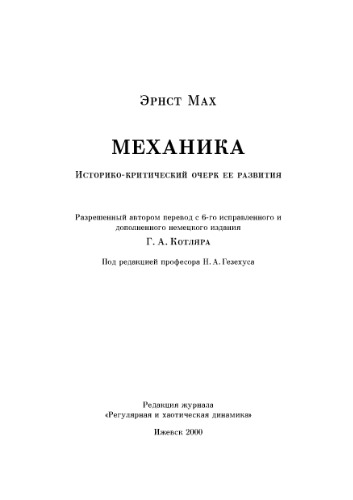 Эрнст Мах
МЕХАНИКА
Историко-критический очерк ее развития
Разрешенный автором перевод с 6-го исправленного и
дополненного немецкого издания
Г. А. Котляра
Под редакцией професора Н. А. Гезехуса
Редакция журнала
«Регулярная и хаотическая динамика»
Ижевск 2000